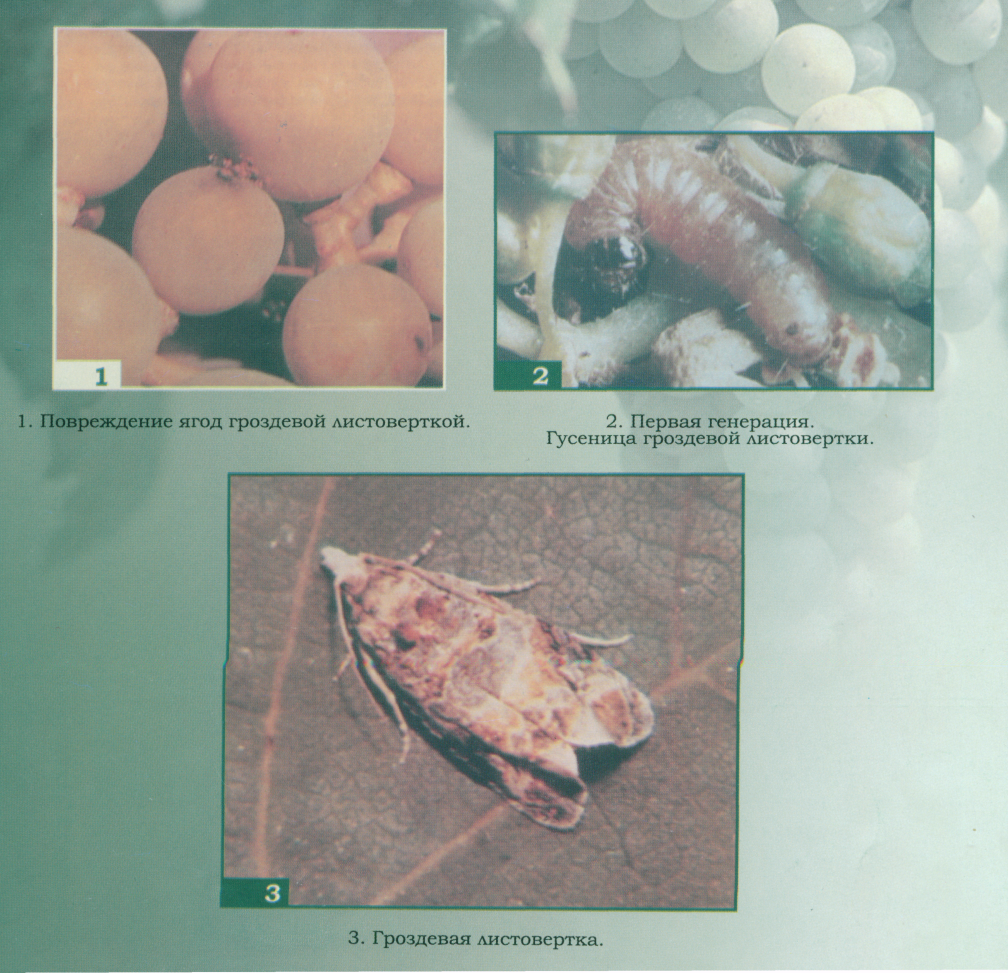 1
2
1. Повреждение ягод гроздевой листоверткой.
2. Первая генерация.
Гусеница гроздевой листовертки.
3
3. Гроздевая листовертка.